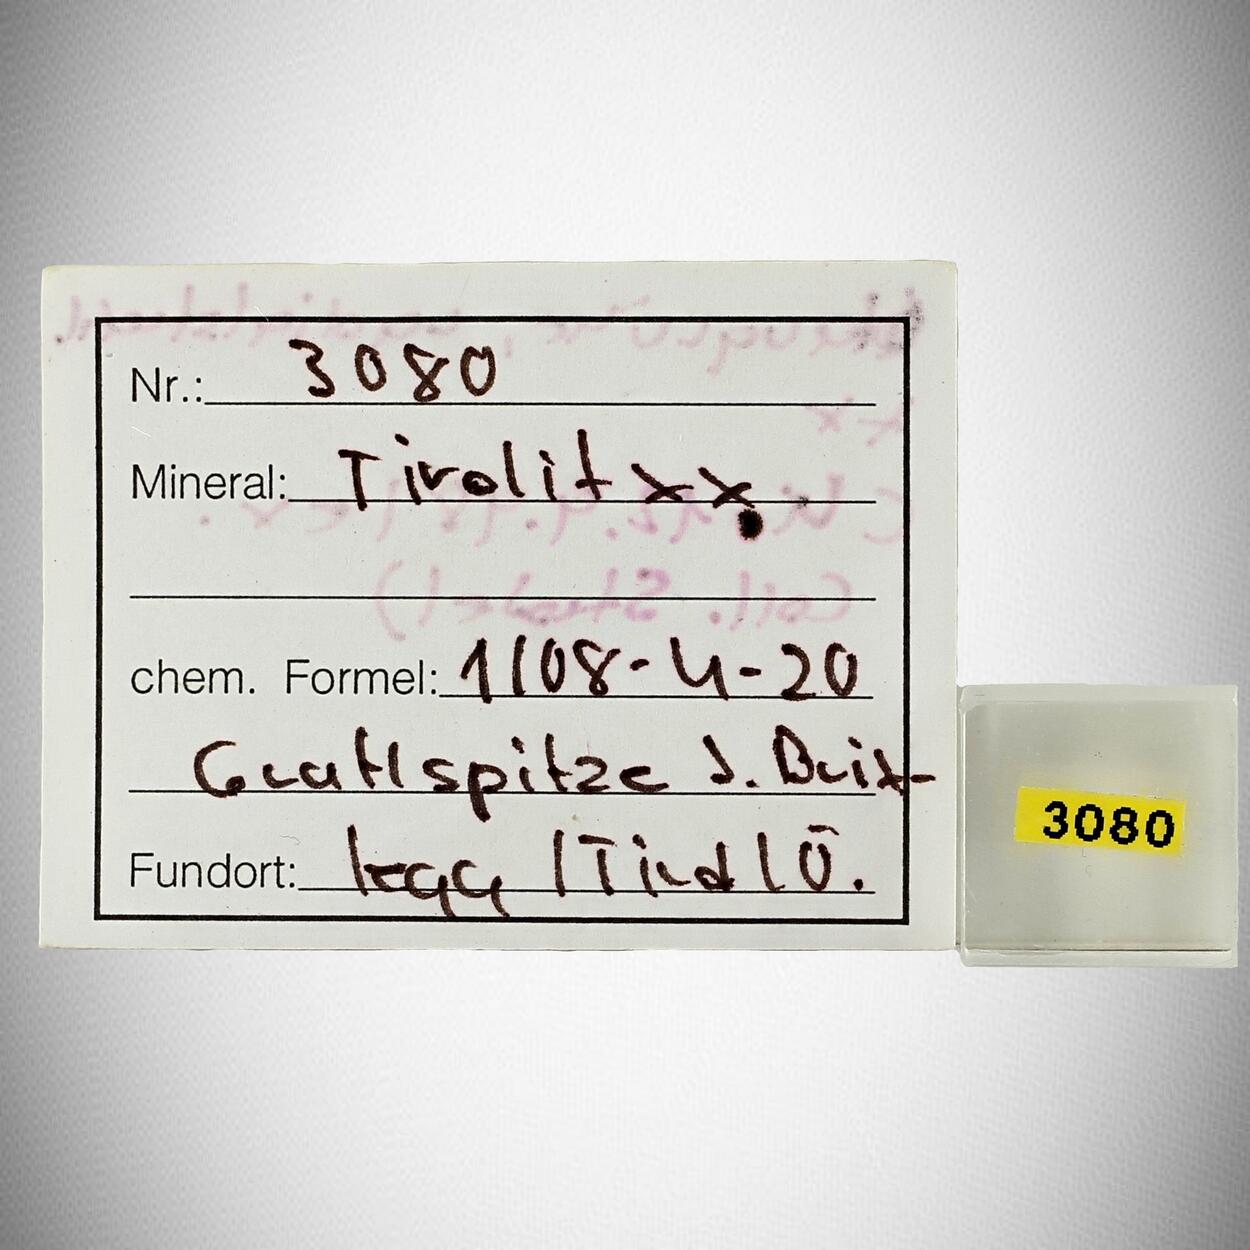 Nr.: 3080
Mineral: Tirolit xx
chem. Formel: 1108-4-20
Gratlspitze S. Brix-
legg / Tirol / Ö.
Fundort:
3080